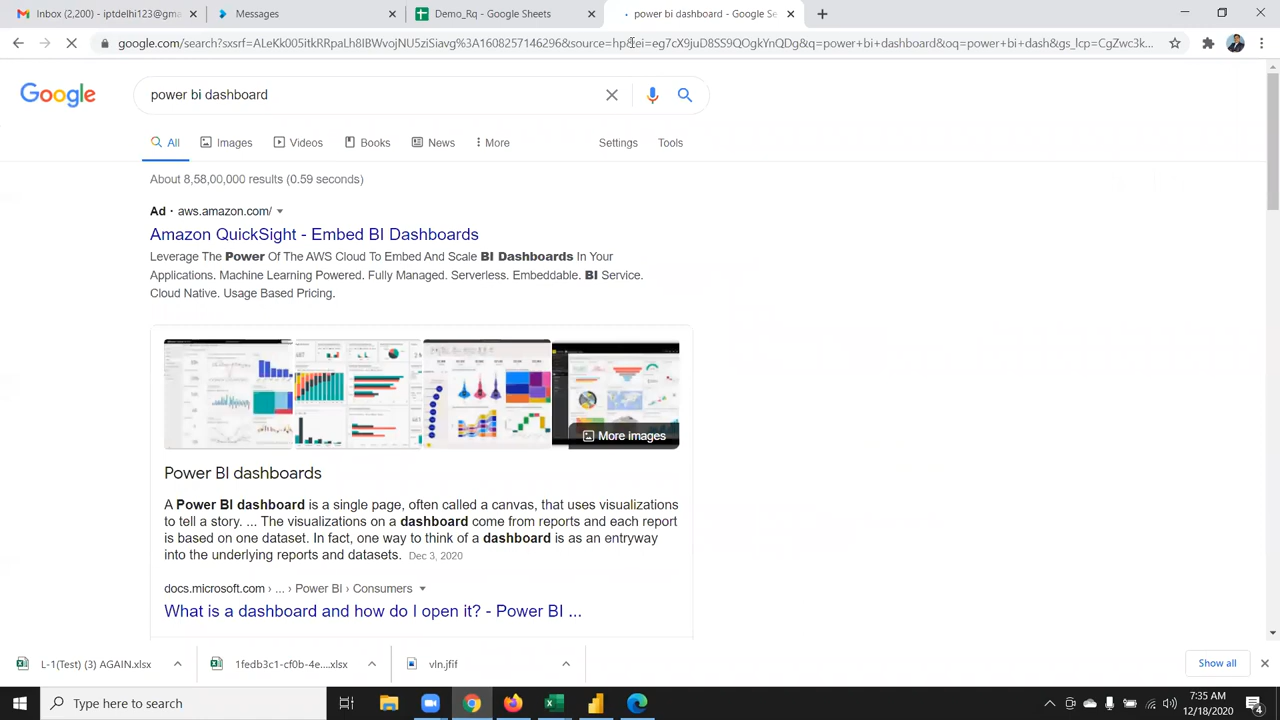 Inbox (2,200) - iptdelhi123@gma
Messages
Demo_Rq - Google Sheets
power bi dashboard - Google Se
google.com/search?sxsrf=ALeKk005itkRRpaLh8IBWvojNU5ziSiavg%3A1608257146296&source=hp&ei=eg7cX9juD8SS9QOgkYnQDg&q=power+bi+dashboard&oq=power+bi+dash&gs_lcp=CgZwc3k...
Google
power bi dashboard
All
Images
Videos
Books
News
More
Settings
Tools
About 8,58,00,000 results (0.59 seconds)
Ad · aws.amazon.com/
Amazon QuickSight - Embed BI Dashboards
Leverage The Power Of The AWS Cloud To Embed And Scale BI Dashboards In Your
Applications. Machine Learning Powered. Fully Managed. Serverless. Embeddable. BI Service.
Cloud Native. Usage Based Pricing.
More images
Power BI dashboards
A Power BI dashboard is a single page, often called a canvas, that uses visualizations
to tell a story. ... The visualizations on a dashboard come from reports and each report
is based on one dataset. In fact, one way to think of a dashboard is as an entryway
into the underlying reports and datasets. Dec 3, 2020
docs.microsoft.com › ... › Power BI › Consumers
What is a dashboard and how do I open it? - Power BI ...
L-1(Test) (3) AGAIN.xlsx
1fedb3c1-cf0b-4e....xlsx
vln.jfif
Show all
Type here to search
7:35 AM
12/18/2020
4